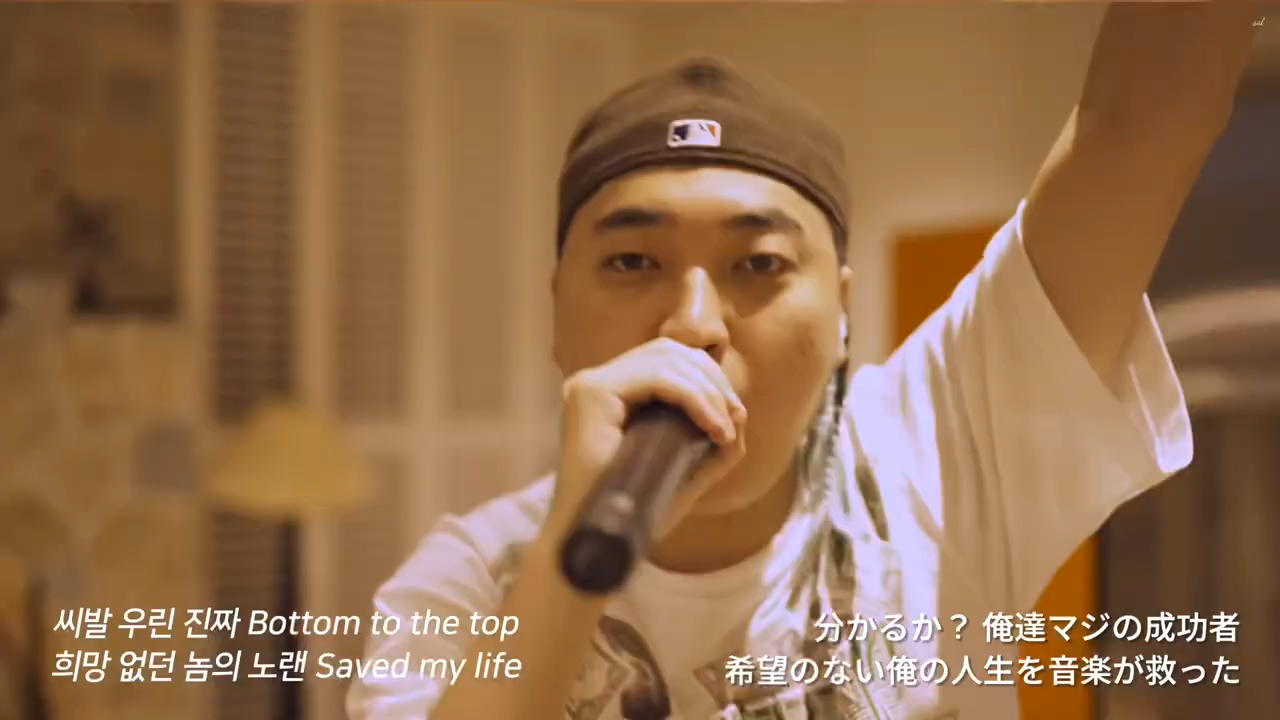 씨발 우린 진짜 Bottom to the top
희망 없던 놈의 노랜 Saved my life
分かるか？ 俺達マジの成功者
希望のない俺の人生を音楽が救った